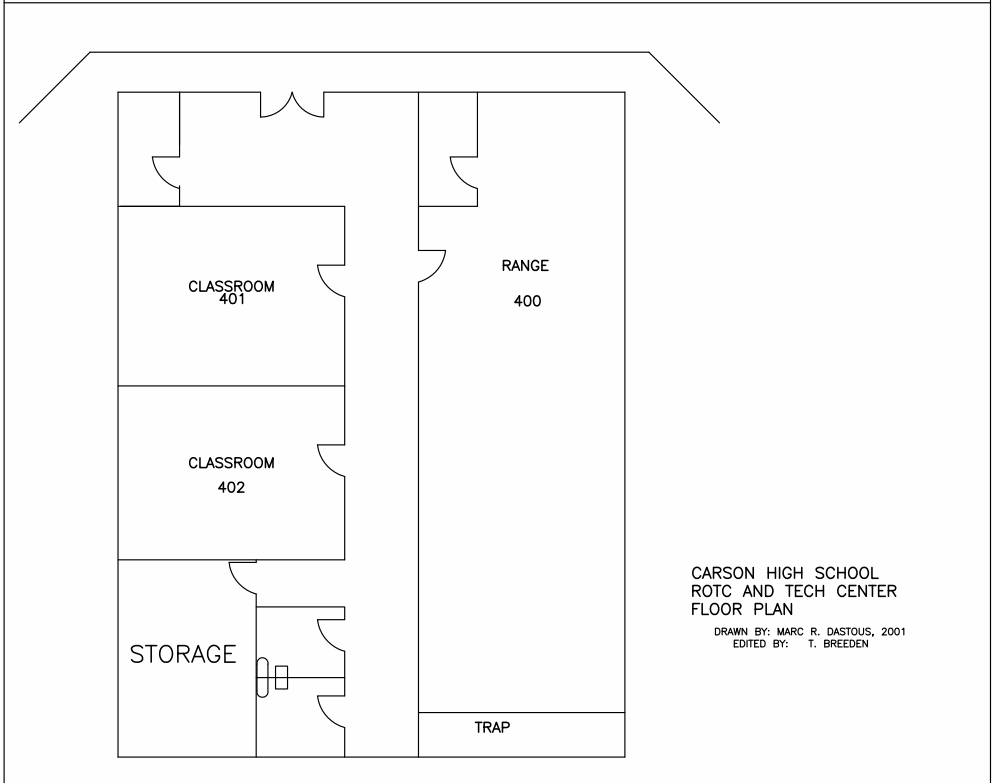 RANGE
400
CLASSROOM
401
CLASSROOM
402
STORAGE
TRAP
CARSON HIGH SCHOOL
ROTC AND TECH CENTER
FLOOR PLAN
DRAWN BY: MARC R. DASTOUS, 2001
EDITED BY: T. BREEDEN